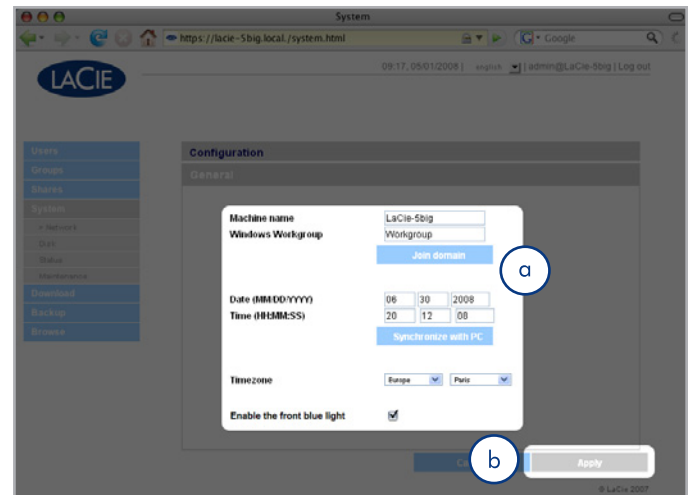 System
https://lacie-5big.local./system.html
Google
LACIE
09:17, 05/01/2008 | english | admin@LaCie-5big | Log out
Users
Groups
Shares
System
Network
Disk
Status
Maintenance
Download
Backup
Browse
Configuration
General
Machine name LaCie-5big
Windows Workgroup Workgroup
Join domain
a
Date (MM/DD/YYYY) 06 30 2008
Time (HH:MM:SS) 20 12 08
Synchronize with PC
Timezone Europe Paris
Enable the front blue light
b
Apply
© LaCie 2007